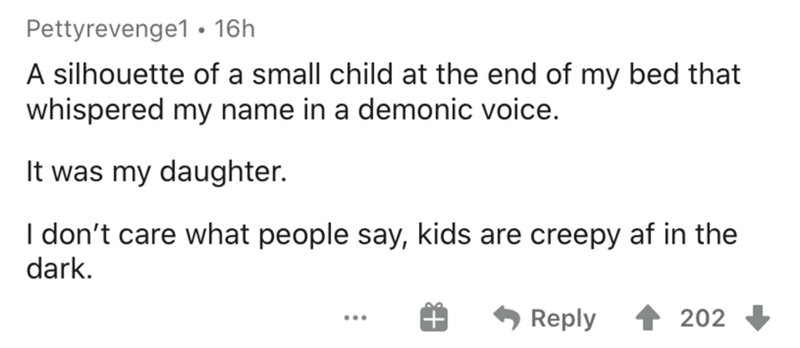 Pettyrevenge1 • 16h
A silhouette of a small child at the end of my bed that
whispered my name in a demonic voice.
It was my daughter.
I don’t care what people say, kids are creepy af in the
dark.
... Reply 202